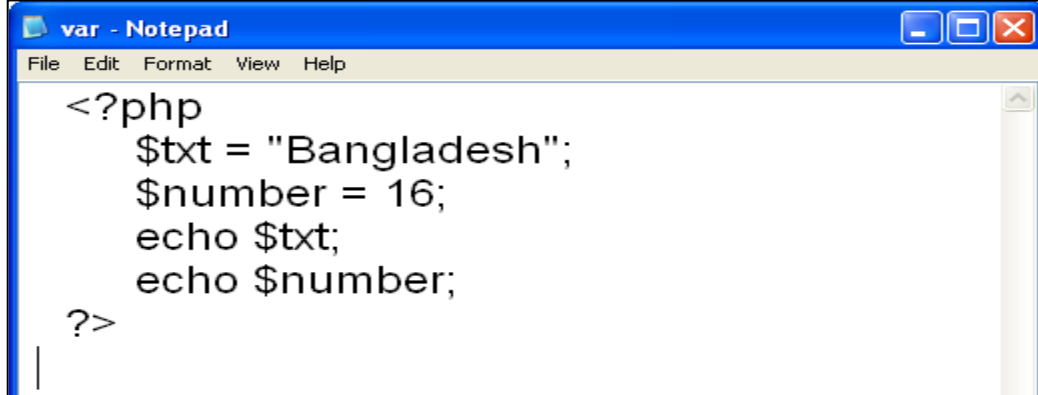 var - Notepad
File Edit Format View Help
<?php
$txt = "Bangladesh";
$number = 16;
echo $txt;
echo $number;
?>